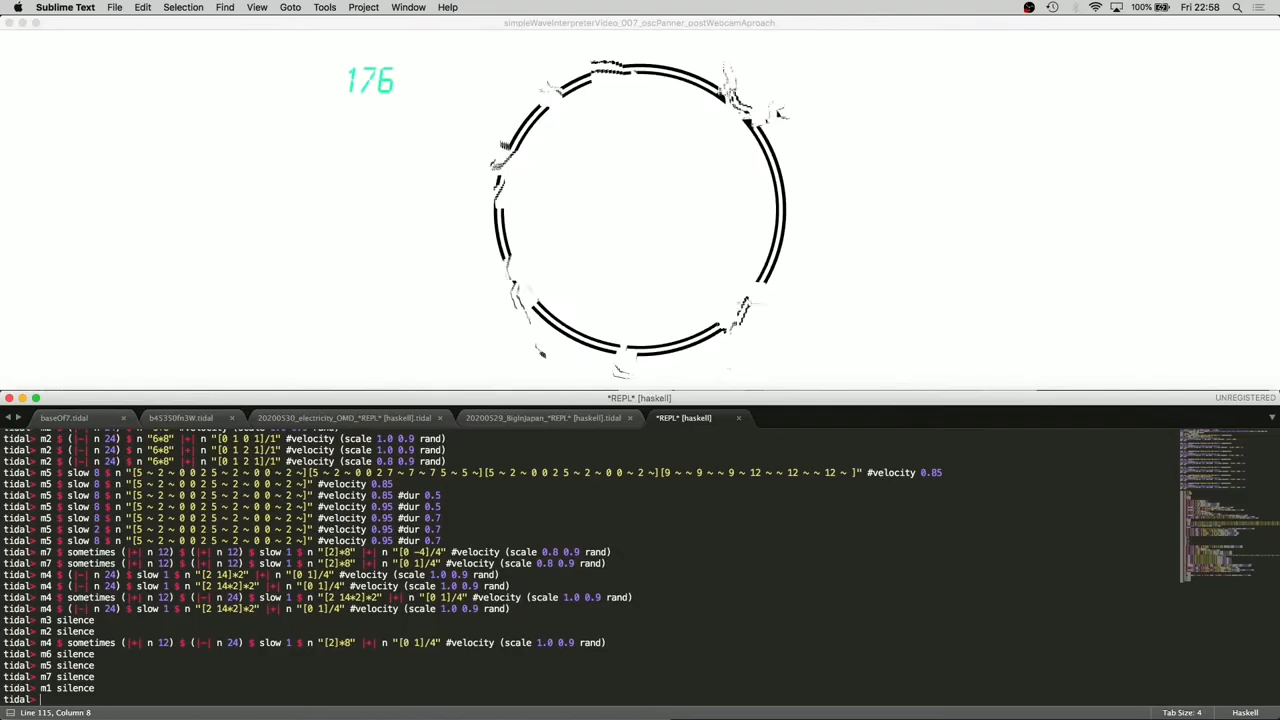 Sublime Text File Edit Selection Find View Goto Tools Project Window Help 100% Fri 22:58
simpleWaveInterpreterVideo_007_oscPanner_postWebcamAproach
176
*REPL* [haskell] UNREGISTERED
baseOf7.tidal b45350fn3W.tidal 20200530_electricity_OMD_*REPL* [haskell].tidal 20200529_BigInJapan_*REPL* [haskell].tidal *REPL* [haskell]
tidal> m2 $ (|-| n 24) $ n "6*8" |+| n "[0 1 0 1]/1" #velocity (scale 1.0 0.9 rand)
tidal> m2 $ (|-| n 24) $ n "6*8" |+| n "[0 1 2 1]/1" #velocity (scale 1.0 0.9 rand)
tidal> m2 $ (|-| n 24) $ n "6*8" |+| n "[0 1 2 1]/1" #velocity (scale 0.8 0.9 rand)
tidal> m5 $ slow 8 $ n "[5 ~ 2 ~ 0 0 2 5 ~ 2 ~ 0 0 ~ 2 ~][5 ~ 2 ~ 0 0 2 7 ~ ~ 7 5 ~ 5][5 ~ 2 ~ 0 0 2 5 ~ 2 ~ 0 0 ~ 2 ~][9 ~ ~ 9 ~ ~ 9 ~ 12 ~ ~ 12 ~ ~ 12 ~ ]" #velocity 0.85
tidal> m5 $ slow 8 $ n "[5 ~ 2 ~ 0 0 2 5 ~ 2 ~ 0 0 ~ 2 ~]" #velocity 0.85
tidal> m5 $ slow 8 $ n "[5 ~ 2 ~ 0 0 2 5 ~ 2 ~ 0 0 ~ 2 ~]" #velocity 0.85 #dur 0.5
tidal> m5 $ slow 8 $ n "[5 ~ 2 ~ 0 0 2 5 ~ 2 ~ 0 0 ~ 2 ~]" #velocity 0.95 #dur 0.5
tidal> m5 $ slow 8 $ n "[5 ~ 2 ~ 0 0 2 5 ~ 2 ~ 0 0 ~ 2 ~]" #velocity 0.95 #dur 0.7
tidal> m5 $ slow 2 $ n "[5 ~ 2 ~ 0 0 2 5 ~ 2 ~ 0 0 ~ 2 ~]" #velocity 0.95 #dur 0.7
tidal> m5 $ slow 8 $ n "[5 ~ 2 ~ 0 0 2 5 ~ 2 ~ 0 0 ~ 2 ~]" #velocity 0.95 #dur 0.7
tidal> m7 $ sometimes (|+| n 12) $ (|+| n 12) $ slow 1 $ n "[2]*8" |+| n "[0 -4]/4" #velocity (scale 0.8 0.9 rand)
tidal> m7 $ sometimes (|+| n 12) $ (|+| n 12) $ slow 1 $ n "[2]*8" |+| n "[0 1]/4" #velocity (scale 0.8 0.9 rand)
tidal> m4 $ (|-| n 24) $ slow 1 $ n "[2 14]*2" |+| n "[0 1]/4" #velocity (scale 1.0 0.9 rand)
tidal> m4 $ (|-| n 24) $ slow 1 $ n "[2 14*2]*2" |+| n "[0 1]/4" #velocity (scale 1.0 0.9 rand)
tidal> m4 $ sometimes (|+| n 12) $ (|-| n 24) $ slow 1 $ n "[2 14*2]*2" |+| n "[0 1]/4" #velocity (scale 1.0 0.9 rand)
tidal> m4 $ (|-| n 24) $ slow 1 $ n "[2 14*2]*2" |+| n "[0 1]/4" #velocity (scale 1.0 0.9 rand)
tidal> m3 silence
tidal> m2 silence
tidal> m4 $ sometimes (|+| n 12) $ (|-| n 24) $ slow 1 $ n "[2]*8" |+| n "[0 1]/4" #velocity (scale 1.0 0.9 rand)
tidal> m6 silence
tidal> m5 silence
tidal> m7 silence
tidal> m1 silence
tidal>
Line 115, Column 8 Tab Size: 4 Haskell